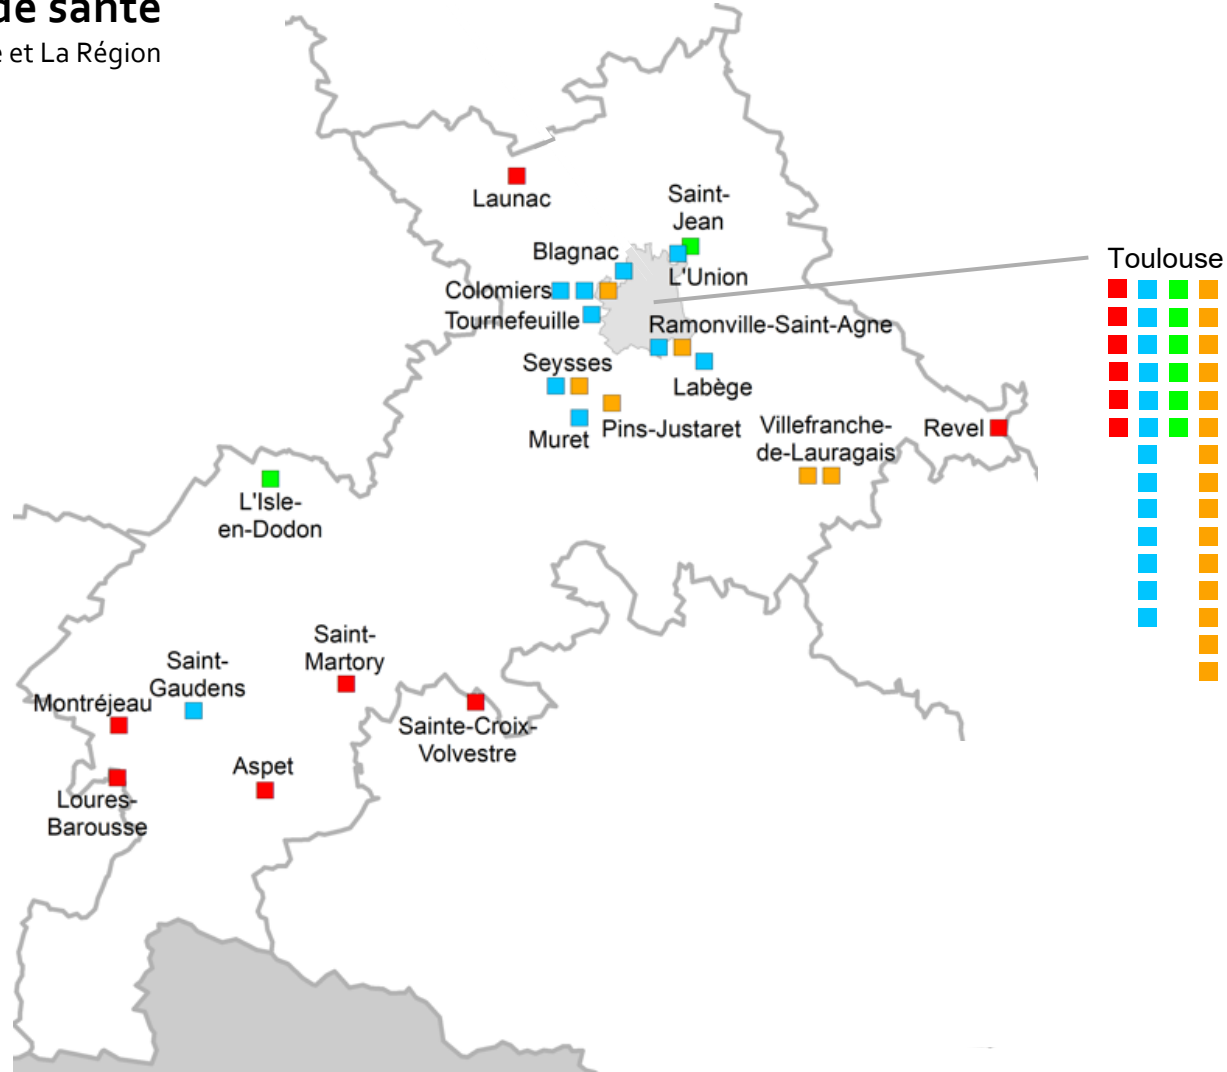 de santé
e et La Région
Launac
Saint-
Jean
Blagnac
L'Union
Toulouse
Colomiers
Tournefeuille
Ramonville-Saint-Agne
Seysses
Labège
Muret
Pins-Justaret
Villefranche-
de-Lauragais
Revel
L'Isle-
en-Dodon
Saint-
Martory
Saint-
Gaudens
Montréjeau
Sainte-Croix-
Volvestre
Aspet
Loures-
Barousse